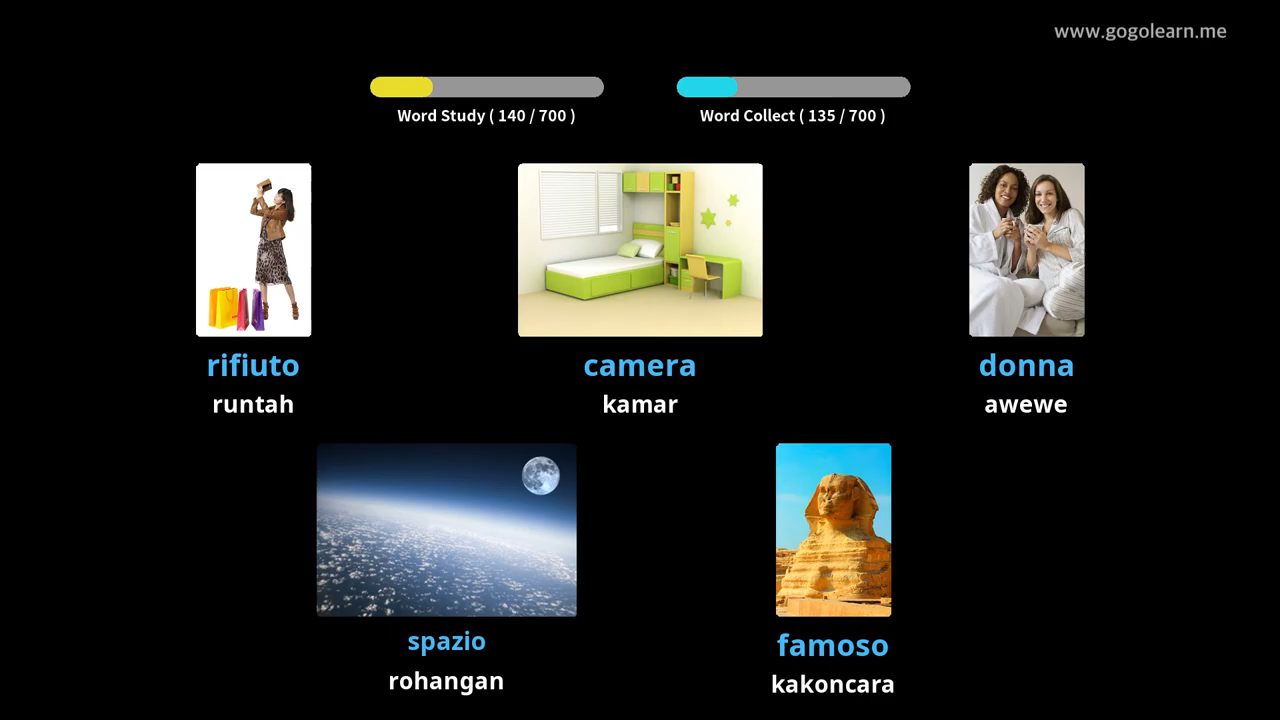 www.gogolearn.me
Word Study ( 140 / 700 )
Word Collect ( 135 / 700 )
rifiuto
runtah
camera
kamar
donna
awewe
spazio
rohangan
famoso
kakoncara